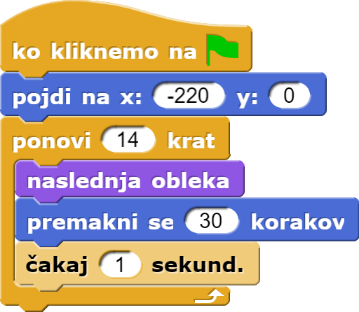 ko kliknemo na
pojdi na x: -220 y: 0
ponovi 14 krat
naslednja obleka
premakni se 30 korakov
čakaj 1 sekund.